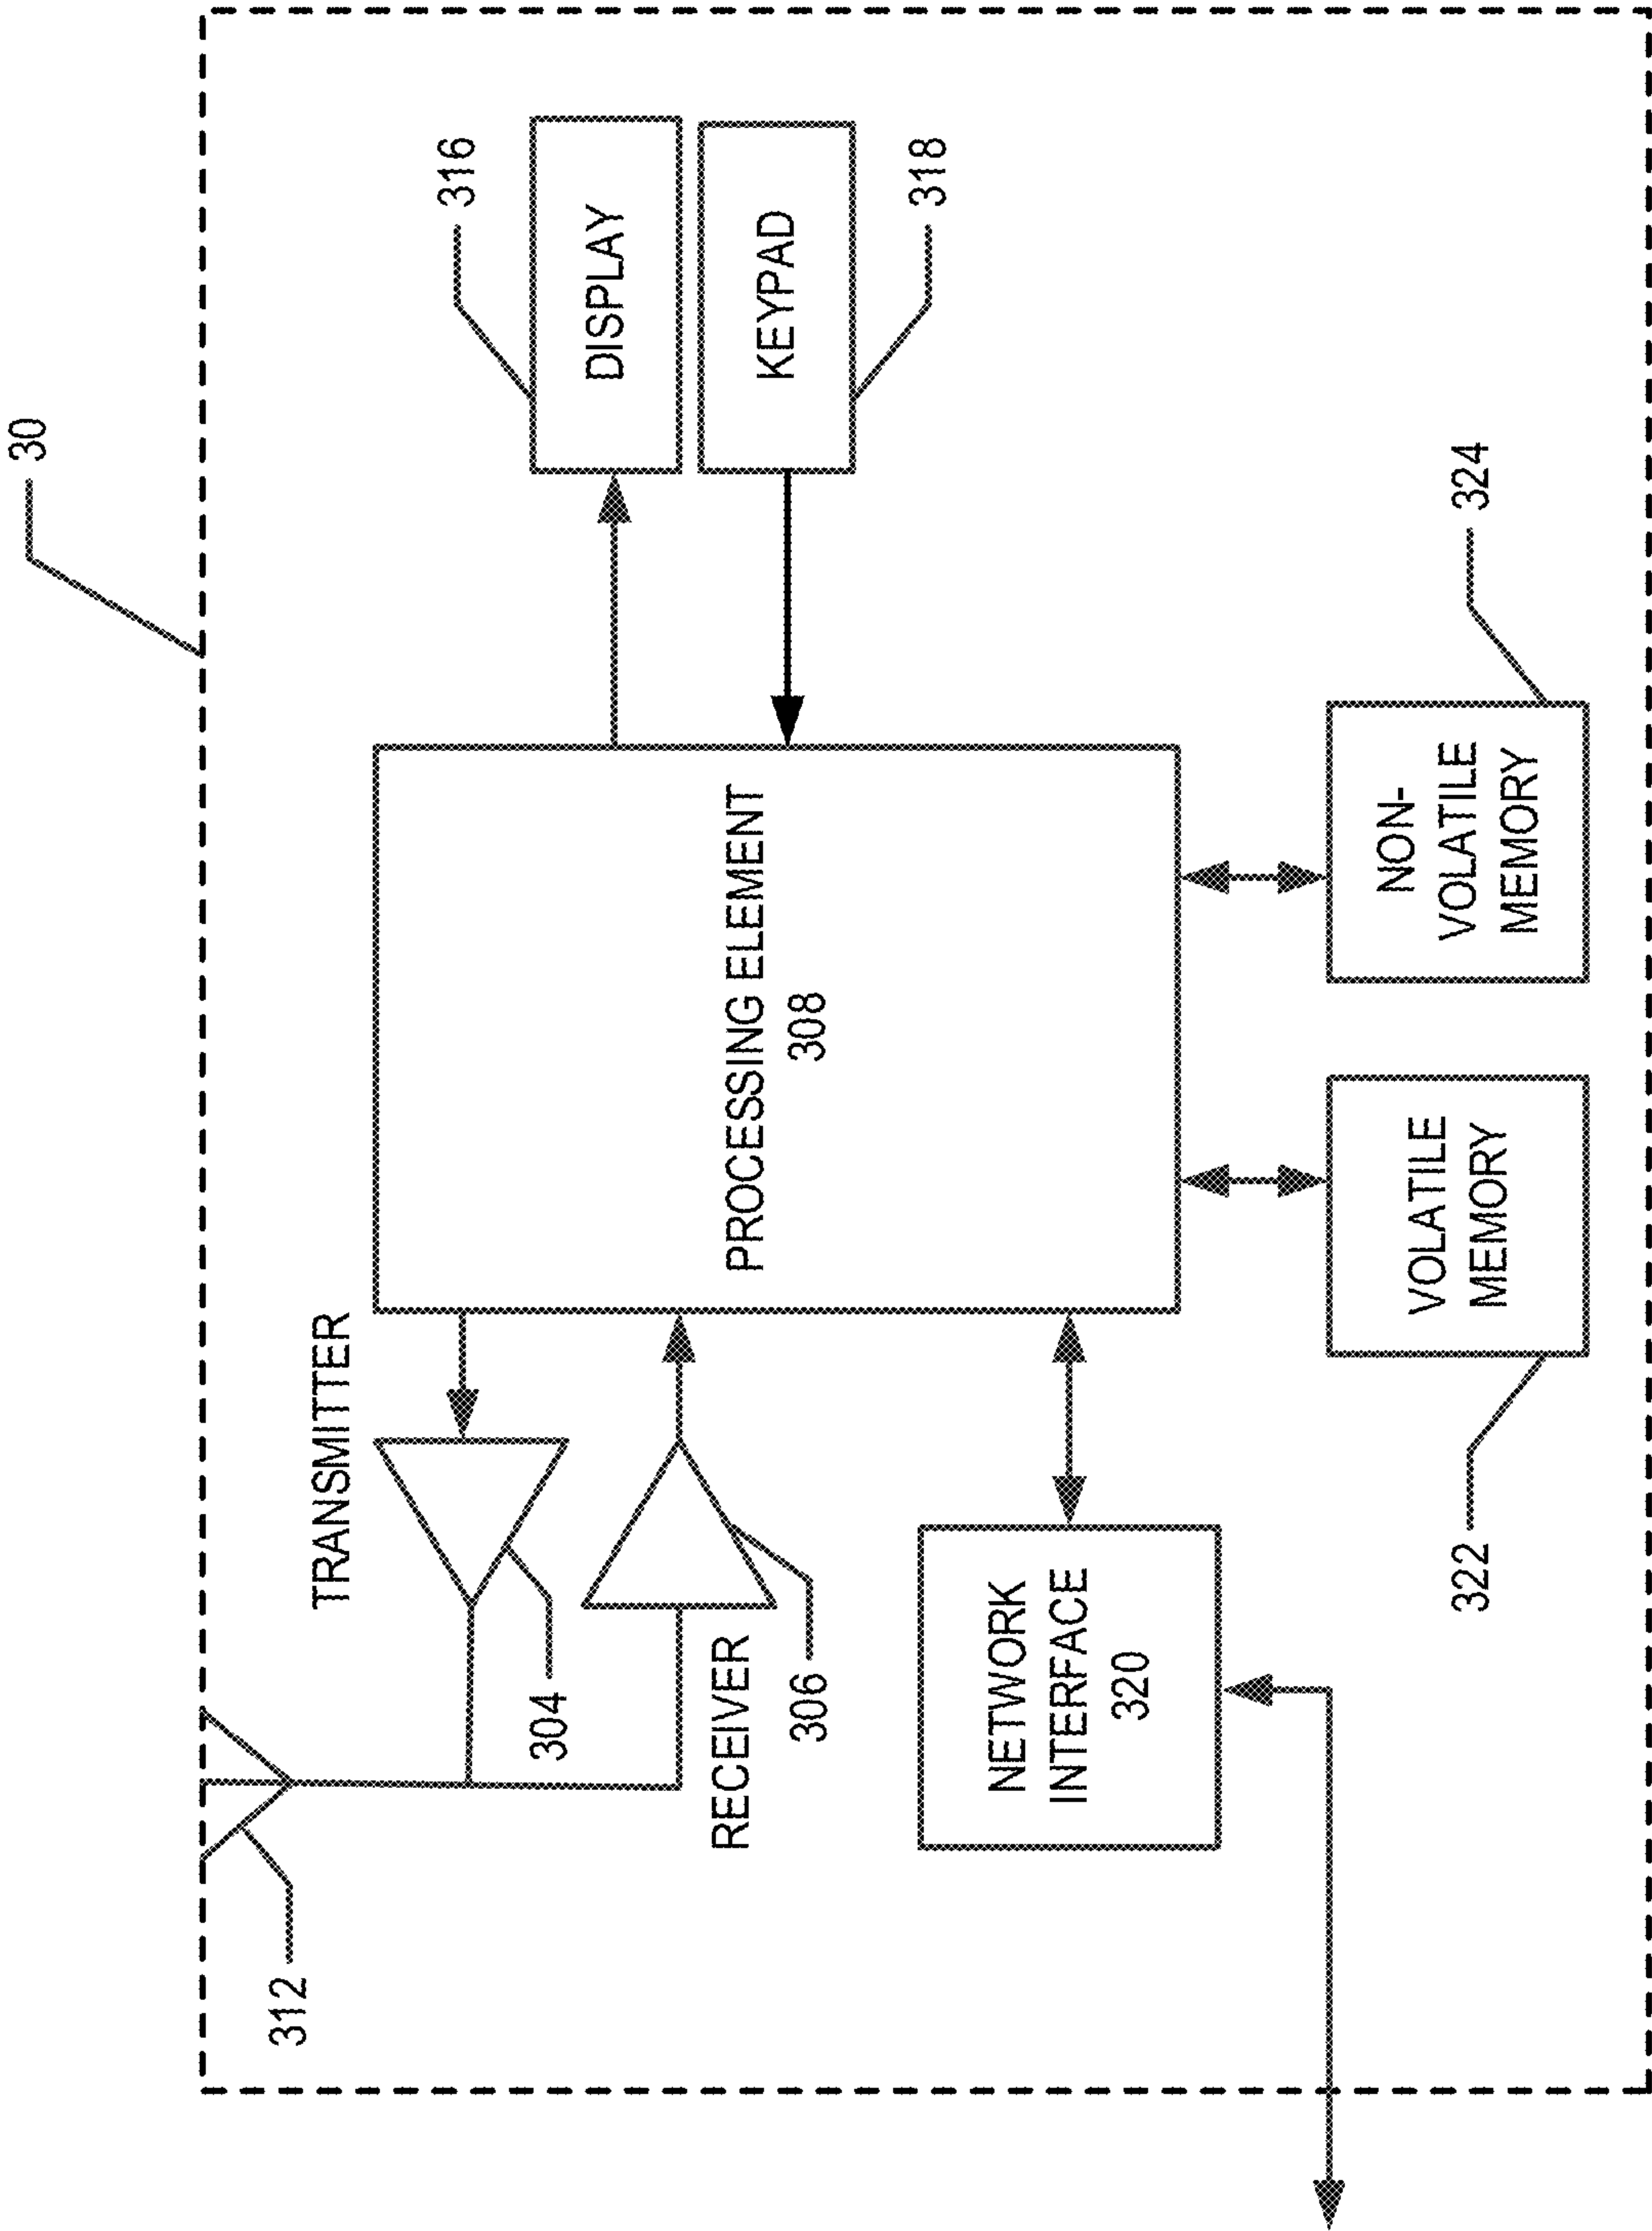 30
312
TRANSMITTER
304
RECEIVER
306
PROCESSING ELEMENT
308
316
DISPLAY
KEYPAD
318
NETWORK
INTERFACE
320
322
VOLATILE
MEMORY
NON-
VOLATILE
MEMORY
324